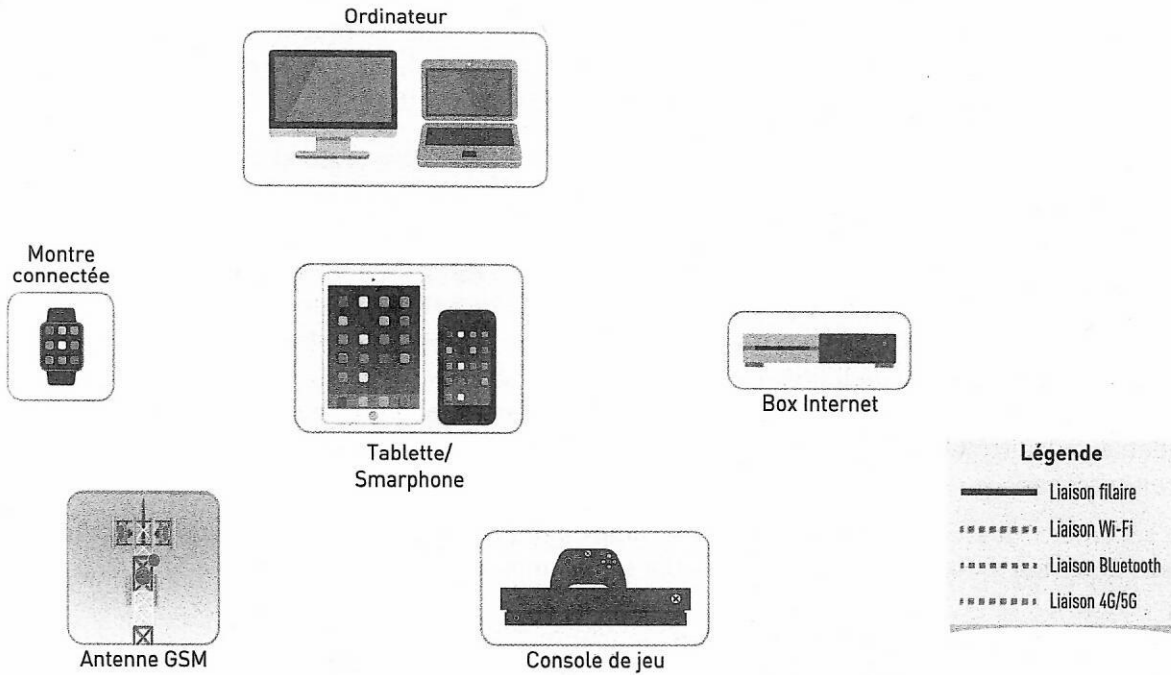 Ordinateur
Montre
connectée
Tablette/
Smarphone
Box Internet
Légende
Liaison filaire
Liaison Wi-Fi
Liaison Bluetooth
Liaison 4G/5G
Antenne GSM
Console de jeu